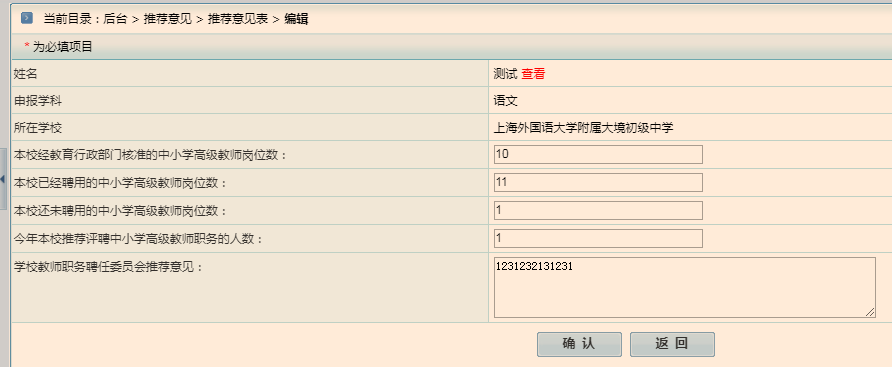 当前目录：后台 > 推荐意见 > 推荐意见表 > 编辑
* 为必填项目
姓名 测试 查看
申报学科 语文
所在学校 上海外国语大学附属大境初级中学
本校经教育行政部门核准的中小学高级教师岗位数： 10
本校已经聘用的中小学高级教师岗位数： 11
本校还未聘用的中小学高级教师岗位数： 1
今年本校推荐评聘中小学高级教师职务的人数： 1
学校教师职务聘任委员会推荐意见： 1231232131231
确 认 返 回